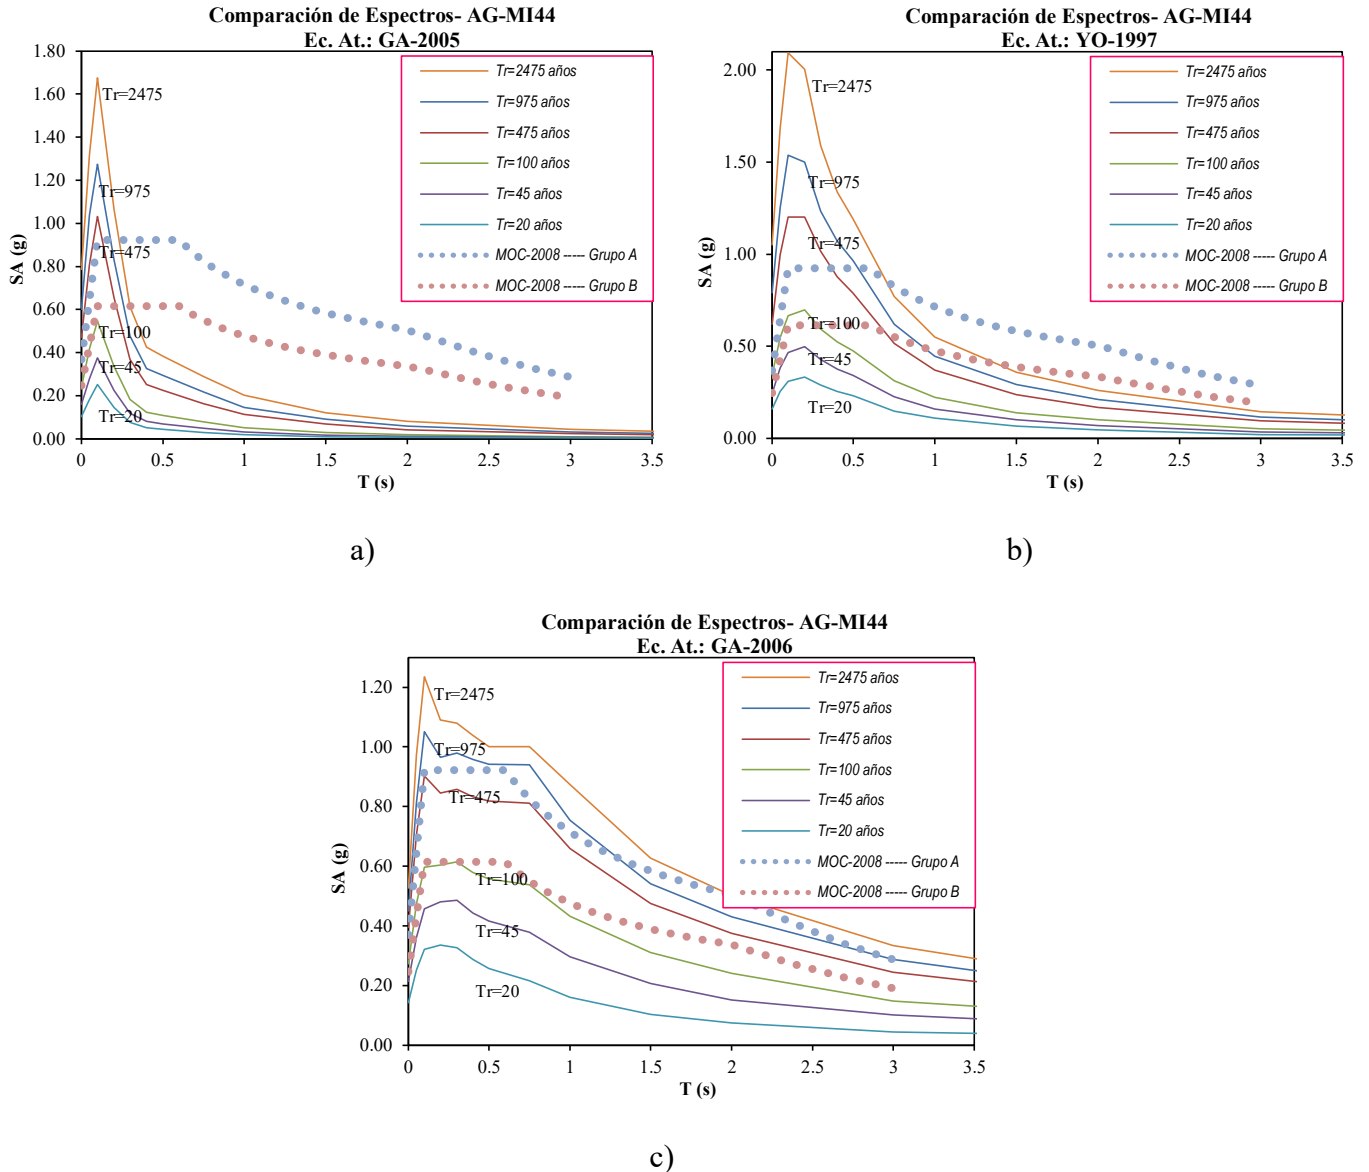 Comparación de Espectros- AG-MI44
Ec. At.: GA-2005
SA (g)
1.80
1.60
1.40
1.20
1.00
0.80
0.60
0.40
0.20
0.00
Tr=2475
Tr=975
Tr=475
Tr=100
Tr=45
Tr=20
Tr=2475 años
Tr=975 años
Tr=475 años
Tr=100 años
Tr=45 años
Tr=20 años
MOC-2008 ----- Grupo A
MOC-2008 ----- Grupo B
0 0.5 1 1.5 2 2.5 3 3.5
T (s)
a)
Comparación de Espectros- AG-MI44
Ec. At.: YO-1997
SA (g)
2.00
1.50
1.00
0.50
0.00
Tr=2475
Tr=975
Tr=475
Tr=100
Tr=45
Tr=20
Tr=2475 años
Tr=975 años
Tr=475 años
Tr=100 años
Tr=45 años
Tr=20 años
MOC-2008 ----- Grupo A
MOC-2008 ----- Grupo B
0 0.5 1 1.5 2 2.5 3 3.5
T (s)
b)
Comparación de Espectros- AG-MI44
Ec. At.: GA-2006
SA (g)
1.20
1.00
0.80
0.60
0.40
0.20
0.00
Tr=2475
Tr=975
Tr=475
Tr=100
Tr=45
Tr=20
Tr=2475 años
Tr=975 años
Tr=475 años
Tr=100 años
Tr=45 años
Tr=20 años
MOC-2008 ----- Grupo A
MOC-2008 ----- Grupo B
0 0.5 1 1.5 2 2.5 3 3.5
T (s)
c)